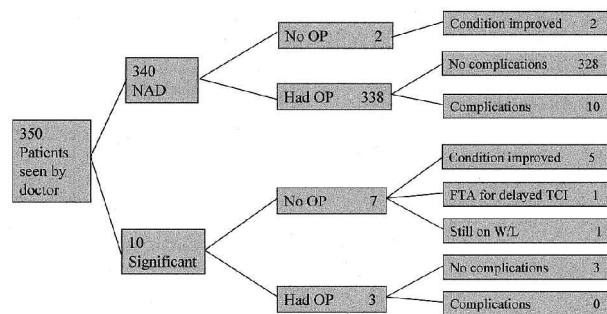 350
Patients
seen by
doctor
340
NAD
10
Significant
No OP 2
Had OP 338
No OP 7
Had OP 3
Condition improved 2
No complications 328
Complications 10
Condition improved 5
FTA for delayed TCI 1
Still on W/L 1
No complications 3
Complications 0